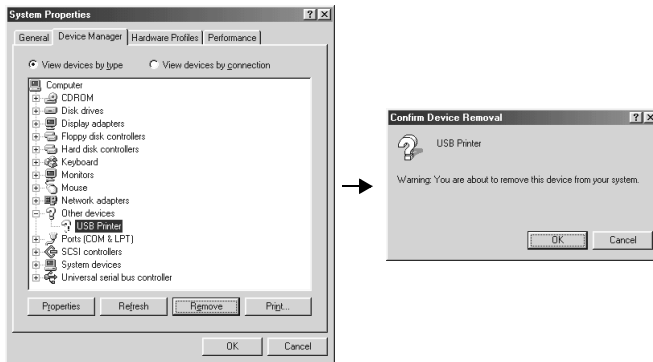 System Properties
General Device Manager Hardware Profiles Performance
View devices by type View devices by connection
Computer
CDROM
Disk drives
Display adapters
Floppy disk controllers
Hard disk controllers
Keyboard
Monitors
Mouse
Network adapters
Other devices
USB Printer
Ports (COM & LPT)
SCSI controllers
System devices
Universal serial bus controller
Properties Refresh Remove Print...
OK Cancel
Confirm Device Removal
USB Printer
Warning: You are about to remove this device from your system.
OK Cancel